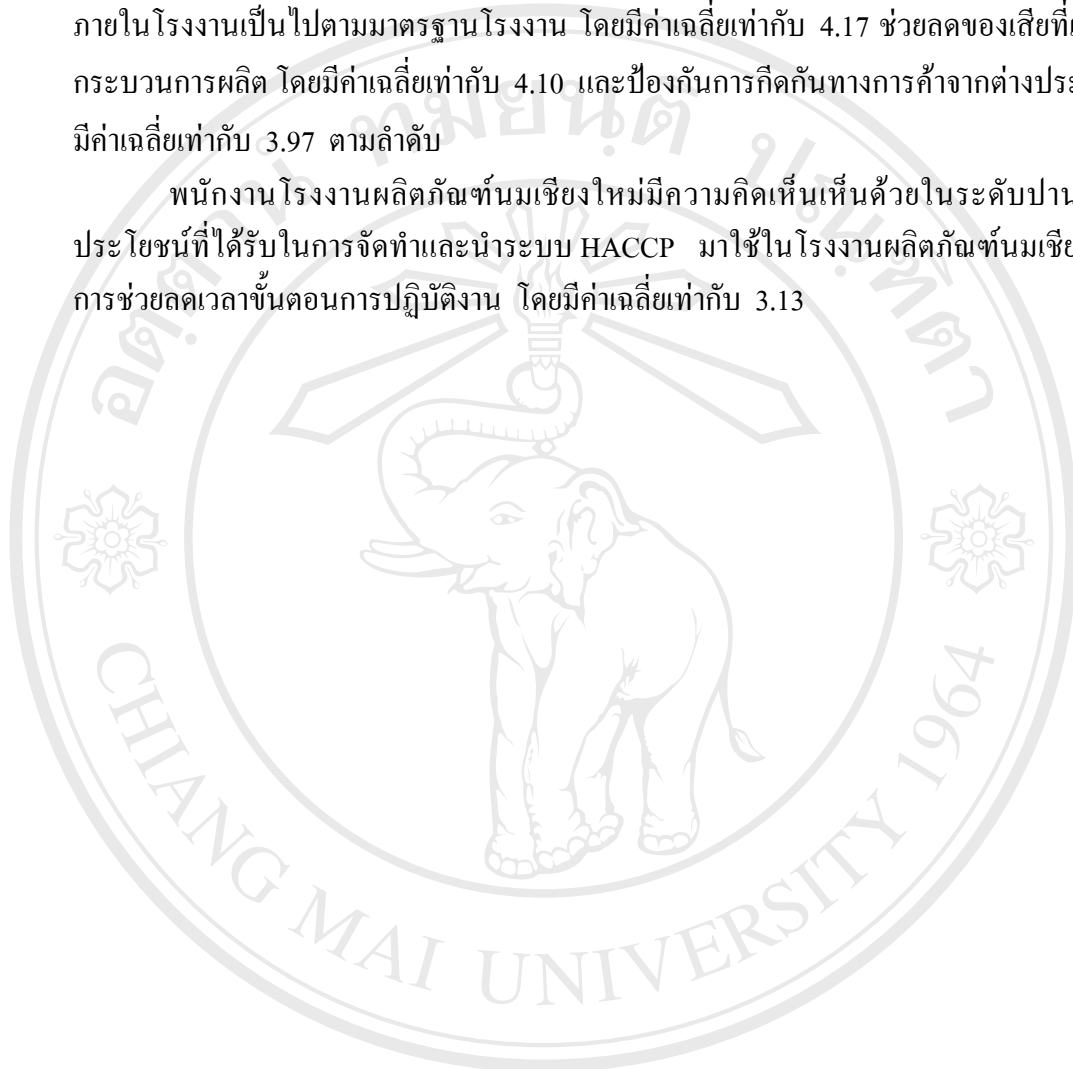 ภายในโรงงานเป็นไปตามมาตรฐานโรงงาน โดยมีค่าเฉลี่ยเท่ากับ 4.17 ช่วยลดของเสียที่
กระบวนการผลิต โดยมีค่าเฉลี่ยเท่ากับ 4.10 และป้องกันการกีดกันทางการค้าจากต่างประ
มีค่าเฉลี่ยเท่ากับ 3.97 ตามลำดับ
พนักงานโรงงานผลิตภัณฑ์นมเชียงใหม่มีความคิดเห็นเห็นด้วยในระดับปาน
ประโยชน์ที่ได้รับในการจัดทำและนำระบบ HACCP มาใช้ในโรงงานผลิตภัณฑ์นมเชีย
การช่วยลดเวลาขั้นตอนการปฏิบัติงาน โดยมีค่าเฉลี่ยเท่ากับ 3.13
อตฺตานํ ทมยนฺติ ปณฺฑิตา
CHIANG MAI UNIVERSITY 1964